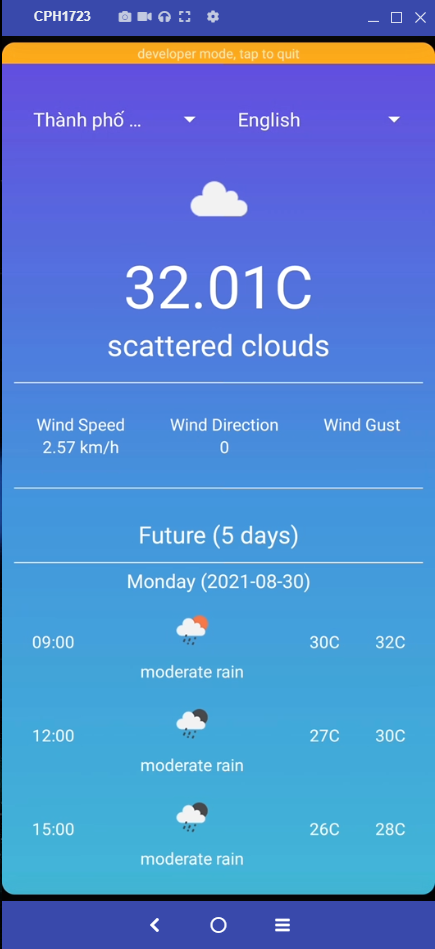 CPH1723
developer mode, tap to quit
Thành phố ... English
32.01C
scattered clouds
Wind Speed Wind Direction Wind Gust
2.57 km/h 0
Future (5 days)
Monday (2021-08-30)
09:00 30C 32C
moderate rain
12:00 27C 30C
moderate rain
15:00 26C 28C
moderate rain